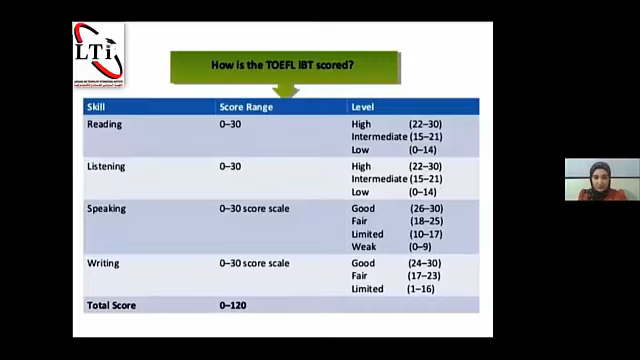 LTi
How is the TOEFL iBT scored?
Skill Score Range Level
Reading 0–30 High (22–30)
Intermediate (15–21)
Low (0–14)
Listening 0–30 High (22–30)
Intermediate (15–21)
Low (0–14)
Speaking 0–30 score scale Good (26–30)
Fair (18–25)
Limited (10–17)
Weak (0–9)
Writing 0–30 score scale Good (24–30)
Fair (17–23)
Limited (1–16)
Total Score 0–120